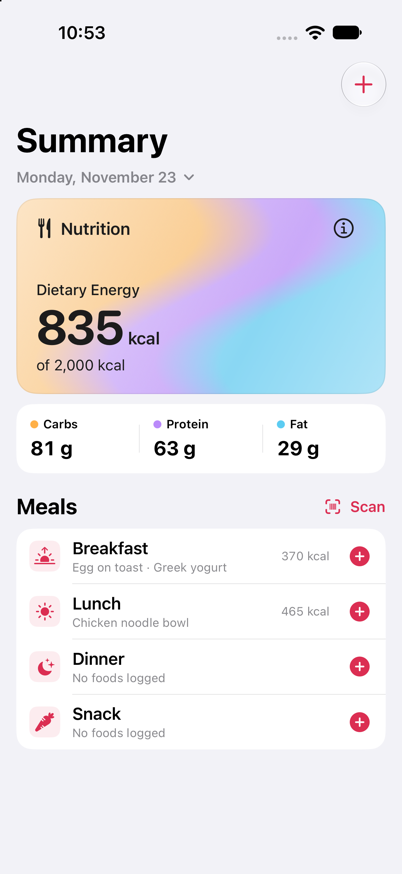 10:53
Summary
Monday, November 23
Nutrition
Dietary Energy
835 kcal
of 2,000 kcal
Carbs
81 g
Protein
63 g
Fat
29 g
Meals
Scan
Breakfast
Egg on toast · Greek yogurt
370 kcal
Lunch
Chicken noodle bowl
465 kcal
Dinner
No foods logged
Snack
No foods logged